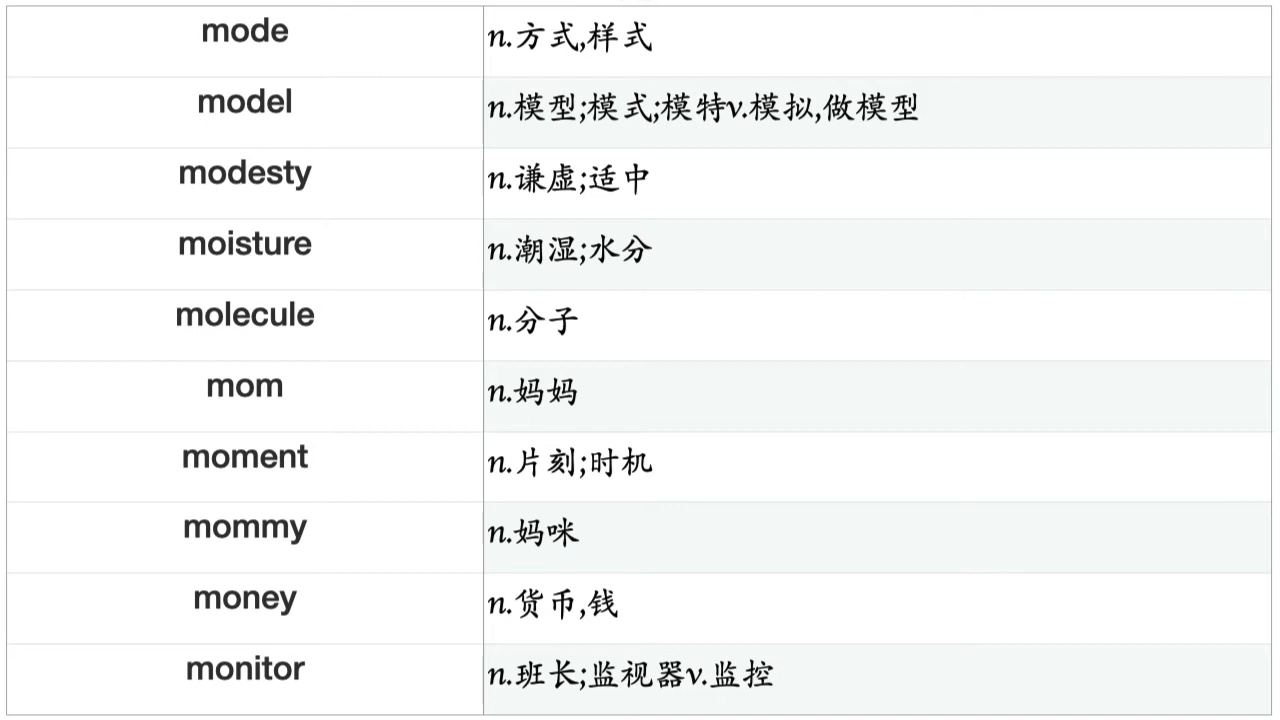 mode n.方式,样式
model n.模型;模式;模特v.模拟,做模型
modesty n.谦虚;适中
moisture n.潮湿;水分
molecule n.分子
mom n.妈妈
moment n.片刻;时机
mommy n.妈咪
money n.货币,钱
monitor n.班长;监视器v.监控